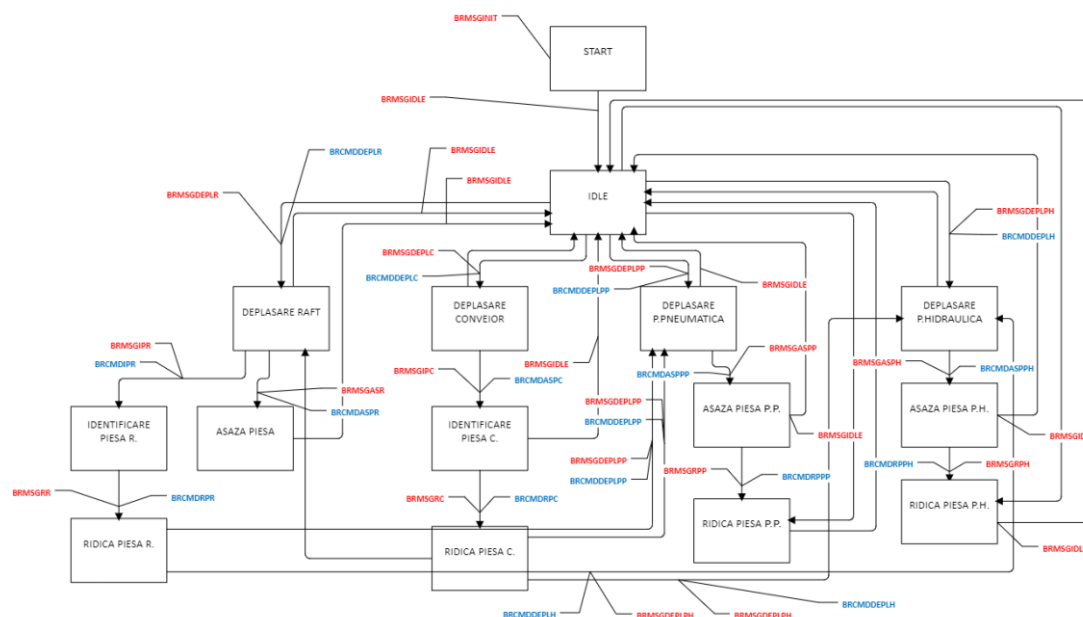 BRMSGINIT
START
BRMSGIDLE
BRCMDDEPLR
BRMSGIDLE
BRMSGIDLE
BRMSGDEPLR
IDLE
BRMSGDEPLPH
BRCMDDEPLH
BRMSGDEPLC
BRCMDDEPLC
BRMSGDEPLPP
BRCMDDEPLPP
BRMSGIDLE
DEPLASARE RAFT
DEPLASARE
CONVEIOR
DEPLASARE
P.PNEUMATICA
DEPLASARE
P.HIDRAULICA
BRMSGIPR
BRCMDIPR
BRMSGIPC
BRMSGIDLE
BRCMDASPC
BRMSGASPP
BRCMDASPPP
BRMSGASPH
BRCMDASPPH
BRMSGASR
BRCMDASPR
BRMSGDEPLPP
BRCMDDEPLPP
IDENTIFICARE
PIESA R.
ASAZA PIESA
IDENTIFICARE
PIESA C.
ASAZA PIESA P.P.
ASAZA PIESA P.H.
BRMSGIDLE
BRMSGID
BRMSGDEPLPP
BRCMDDEPLPP
BRMSGRPP
BRCMDRPPP
BRCMDRPPH
BRMSGRPH
BRMSGRR
BRCMDRPR
BRMSGRC
BRCMDRPC
RIDICA PIESA R.
RIDICA PIESA C.
RIDICA PIESA P.P.
RIDICA PIESA P.H.
BRMSGIDL
BRCMDDEPLH
BRMSGDEPLPH
BRMSGDEPLPH
BRCMDDEPLH